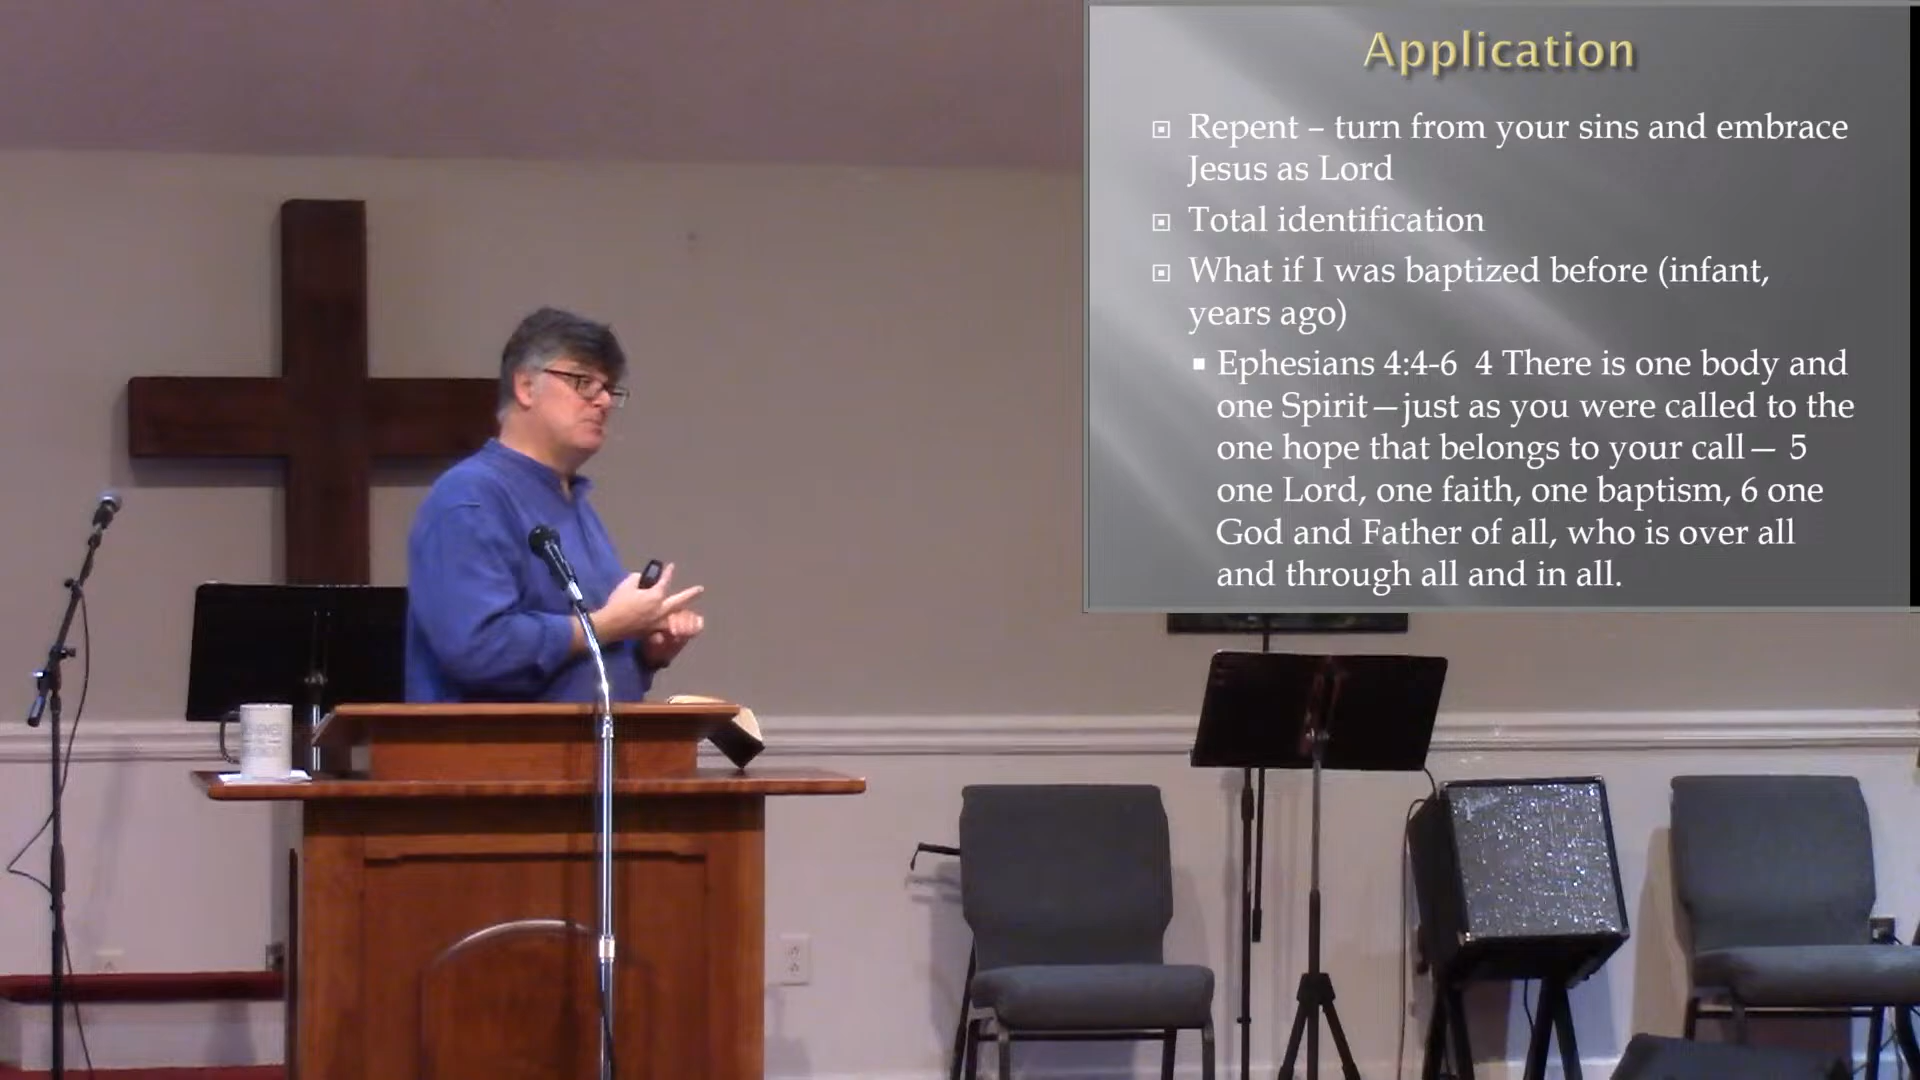 Application
Repent – turn from your sins and embrace
Jesus as Lord
Total identification
What if I was baptized before (infant,
years ago)
Ephesians 4:4-6 4 There is one body and
one Spirit—just as you were called to the
one hope that belongs to your call— 5
one Lord, one faith, one baptism, 6 one
God and Father of all, who is over all
and through all and in all.